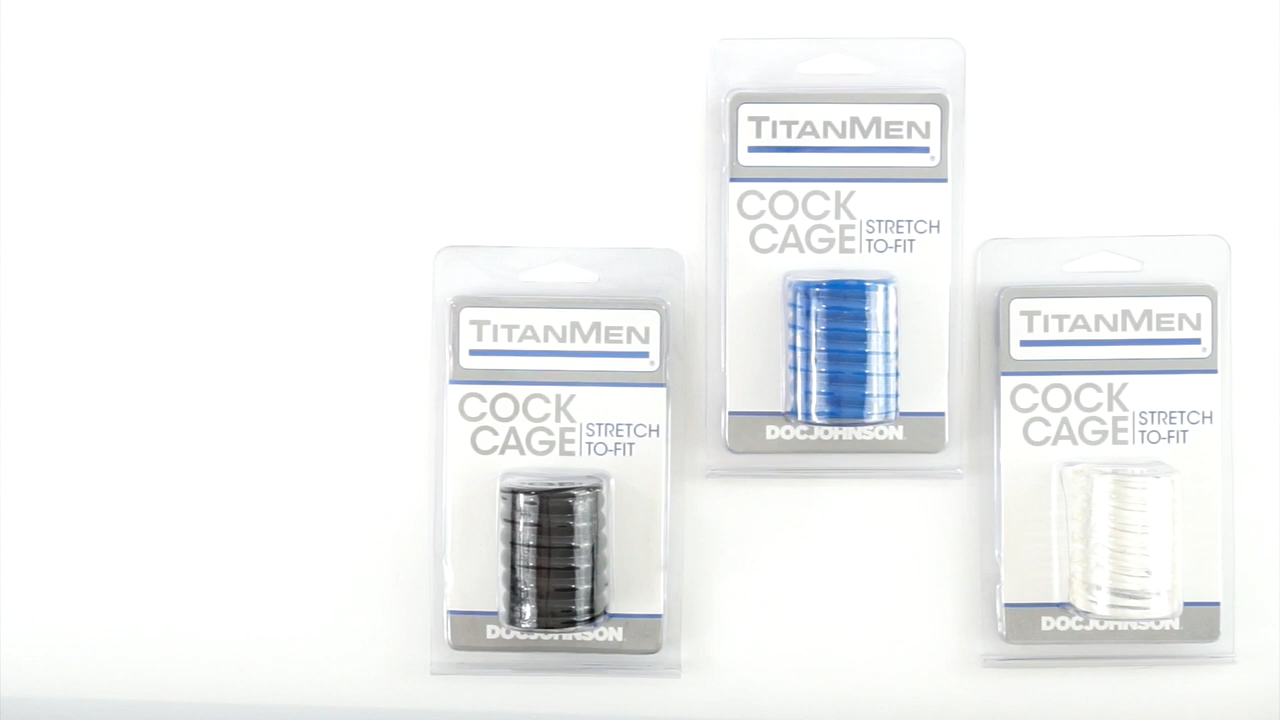 TITANMEN
COCK
CAGE
STRETCH
TO-FIT
DOCJOHNSON
TITANMEN®
COCK
CAGE
STRETCH
TO-FIT
DOCJOHNSON
TITANMEN®
COCK
CAGE
STRETCH
TO-FIT
DOCJOHNSON